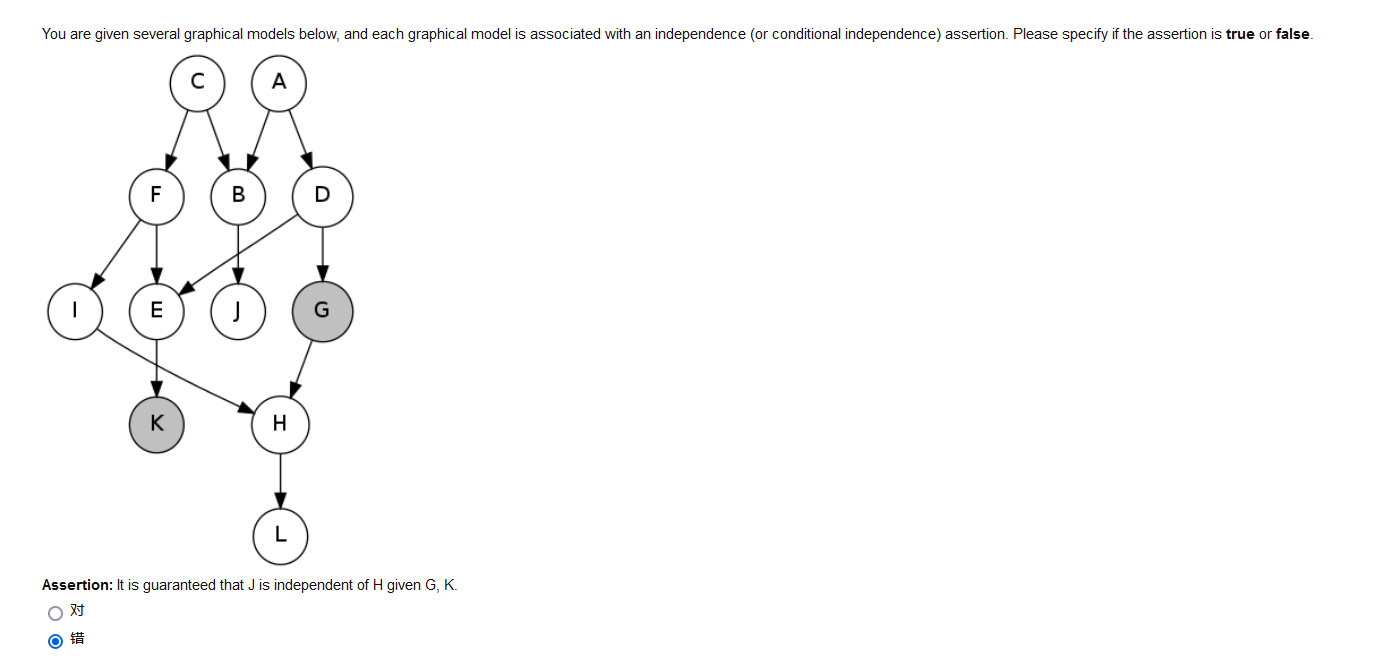 You are given several graphical models below, and each graphical model is associated with an independence (or conditional independence) assertion. Please specify if the assertion is true or false.
C A
F B D
I E J G
K H
L
Assertion: It is guaranteed that J is independent of H given G, K.
对
错